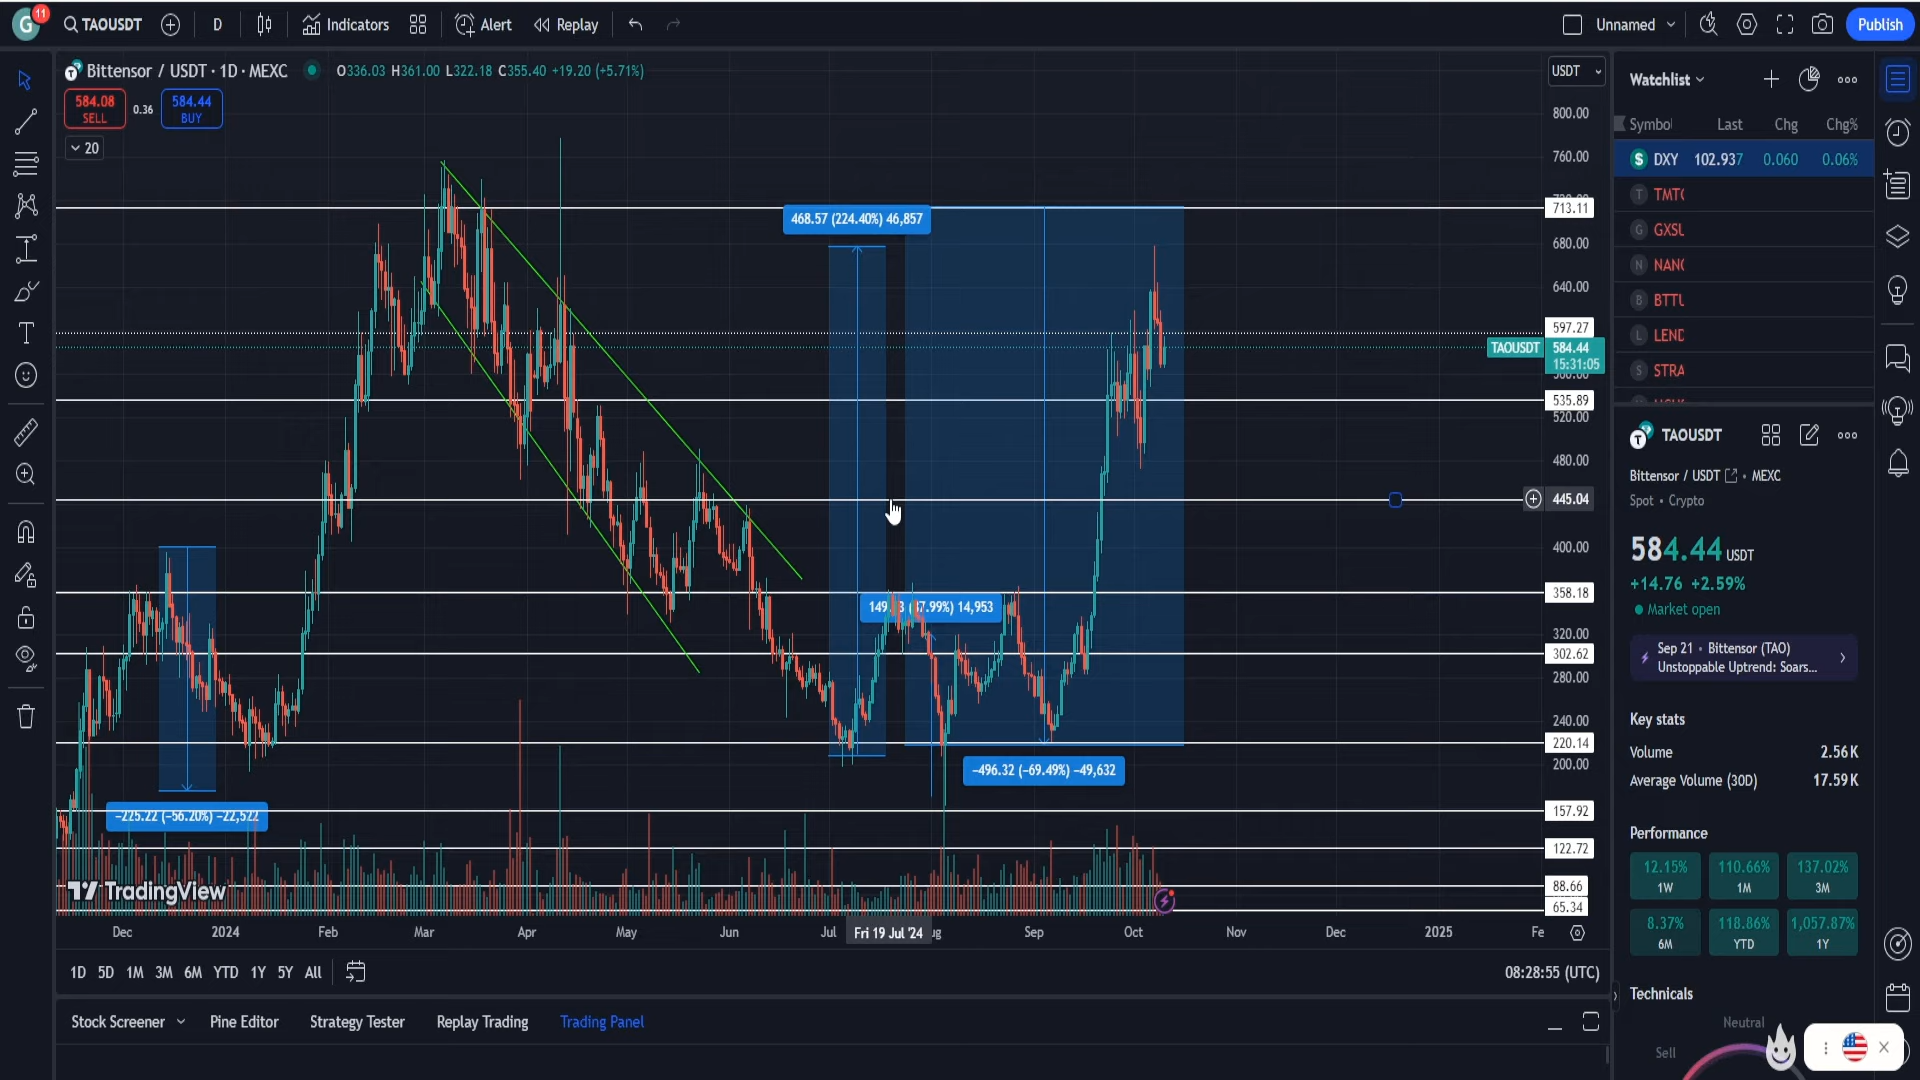 G 11 TAOUSDT D Indicators Alert Replay Unnamed Publish
Bittensor / USDT · 1D · MEXC O336.03 H361.00 L322.18 C355.40 +19.20 (+5.71%)
584.08
SELL
0.36
584.44
BUY
20
USDT
800.00
760.00
713.11
680.00
640.00
597.27
TAOUSDT 584.44
15:31:05
535.89
520.00
480.00
445.04
400.00
358.18
320.00
302.62
280.00
240.00
220.14
200.00
157.92
122.72
88.66
65.34
468.57 (224.40%) 46,857
−496.32 (−69.49%) −49,632
−225.22 (−56.20%) −22,522
TradingView
Dec 2024 Feb Mar Apr May Jun Jul Fri 19 Jul '24 Sep Oct Nov Dec 2025 Fe
1D 5D 1M 3M 6M YTD 1Y 5Y All
08:28:55 (UTC)
Stock Screener Pine Editor Strategy Tester Replay Trading Trading Panel
Watchlist
Symbol Last Chg Chg%
$ DXY 102.937 0.060 0.06%
T TMT
G GXSU
N NAN
B BTTU
L LEND
S STRA
TAOUSDT
Bittensor / USDT · MEXC
Spot · Crypto
584.44 USDT
+14.76 +2.59%
Market open
Sep 21 · Bittensor (TAO)
Unstoppable Uptrend: Soars...
Key stats
Volume 2.56K
Average Volume (30D) 17.59K
Performance
12.15% 110.66% 137.02%
1W 1M 3M
8.37% 118.86% 1,057.87%
6M YTD 1Y
Technicals
Neutral
Sell